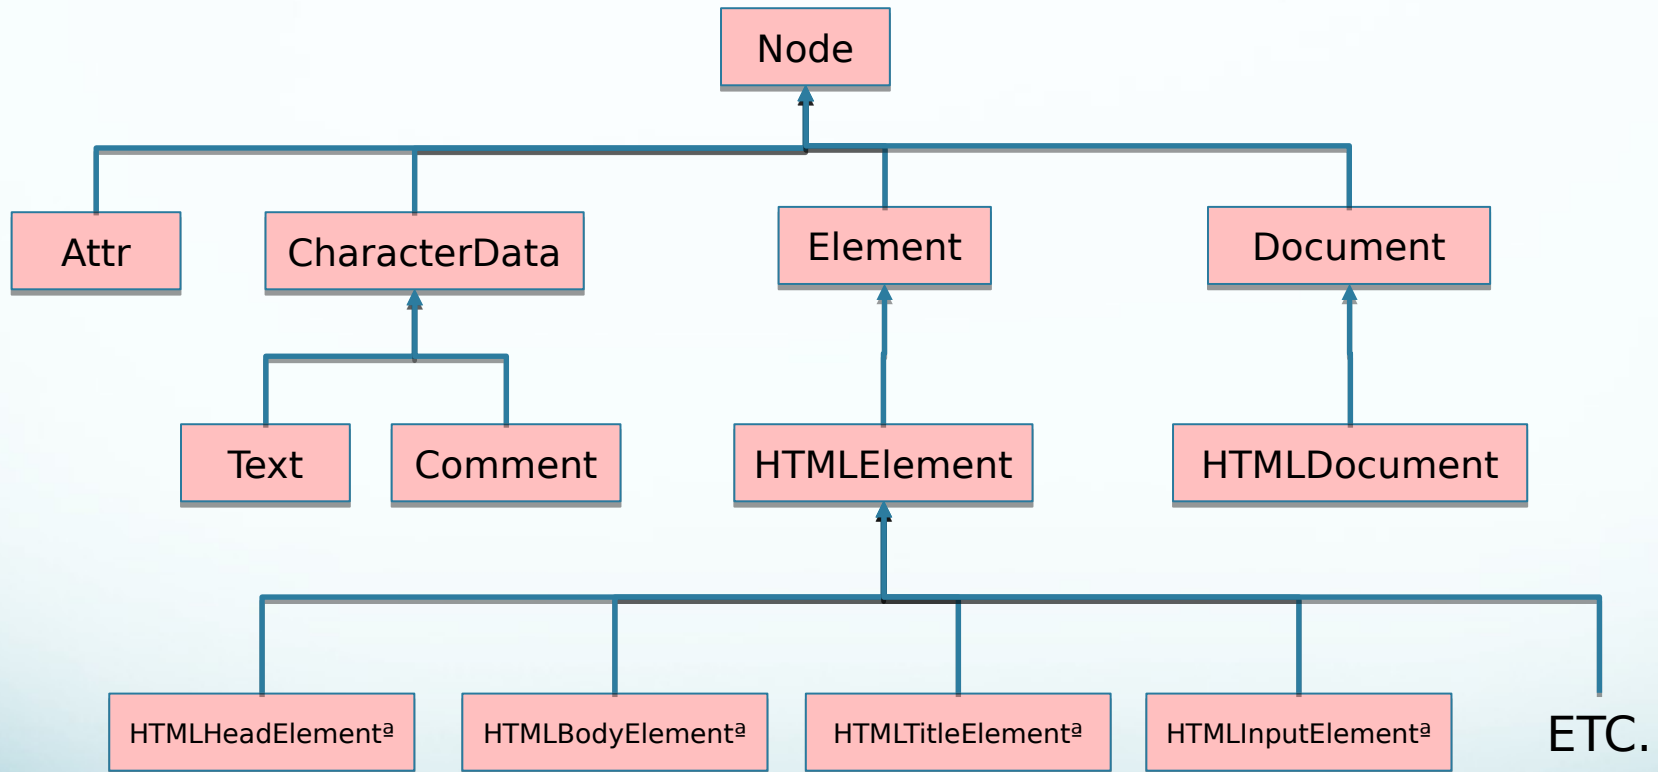 Node
Attr
CharacterData
Element
Document
Text
Comment
HTMLElement
HTMLDocument
HTMLHeadElementª
HTMLBodyElementª
HTMLTitleElementª
HTMLInputElementª
ETC.